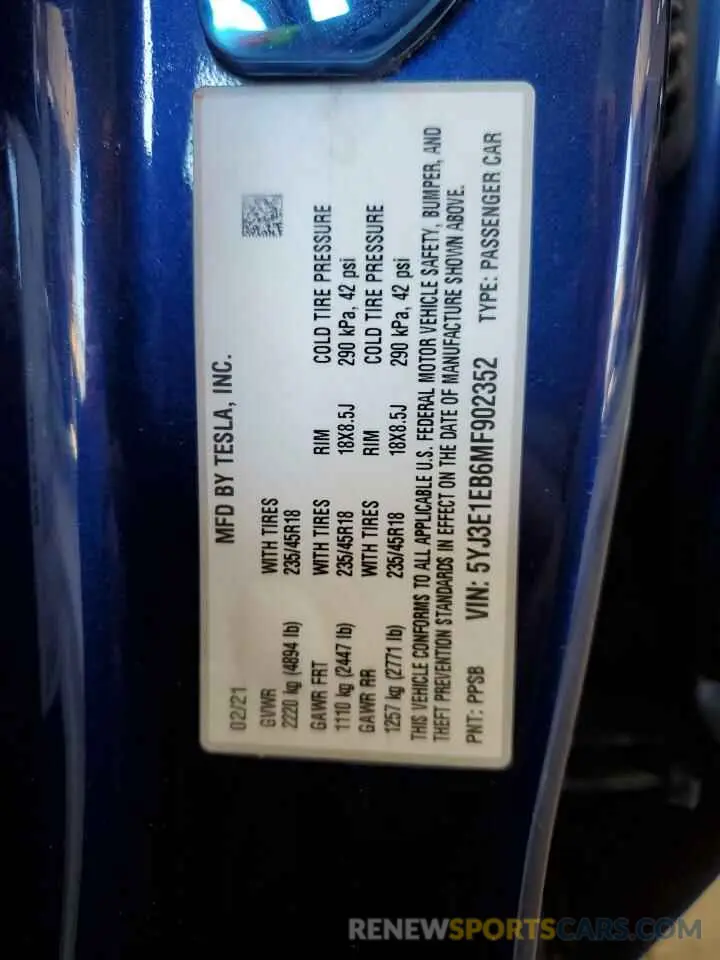 02/21 MFD BY TESLA, INC.
GVWR WITH TIRES
2220 kg (4894 lb) 235/45R18
GAWR FRT WITH TIRES RIM COLD TIRE PRESSURE
1110 kg (2447 lb) 235/45R18 18X8.5J 290 kPa, 42 psi
GAWR RR WITH TIRES RIM COLD TIRE PRESSURE
1257 kg (2771 lb) 235/45R18 18X8.5J 290 kPa, 42 psi
THIS VEHICLE CONFORMS TO ALL APPLICABLE U.S. FEDERAL MOTOR VEHICLE SAFETY, BUMPER, AND
THEFT PREVENTION STANDARDS IN EFFECT ON THE DATE OF MANUFACTURE SHOWN ABOVE.
PNT: PPSB VIN: 5YJ3E1EB6MF902352 TYPE: PASSENGER CAR
RENEWSPORTSCARS.COM